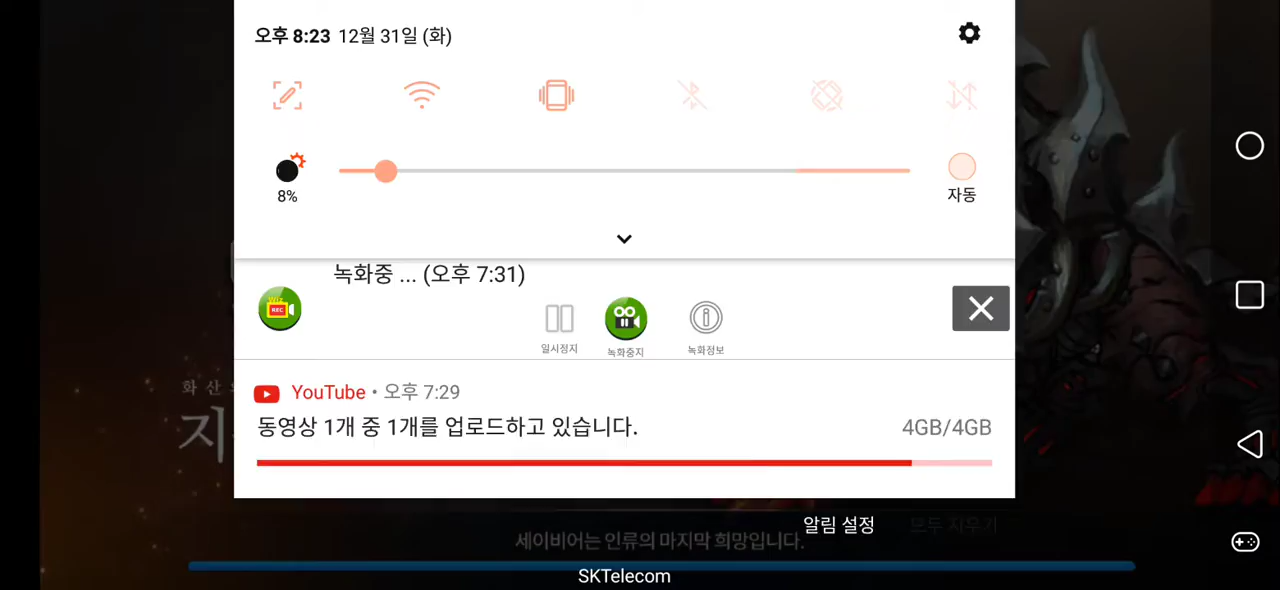 오후 8:23 12월 31일 (화)
8%
자동
녹화중 ... (오후 7:31)
Wiz
REC
일시정지 녹화중지 녹화정보
YouTube • 오후 7:29
동영상 1개 중 1개를 업로드하고 있습니다. 4GB/4GB
화 산
지
알림 설정 모두 지우기
세이비어는 인류의 마지막 희망입니다.
SKTelecom